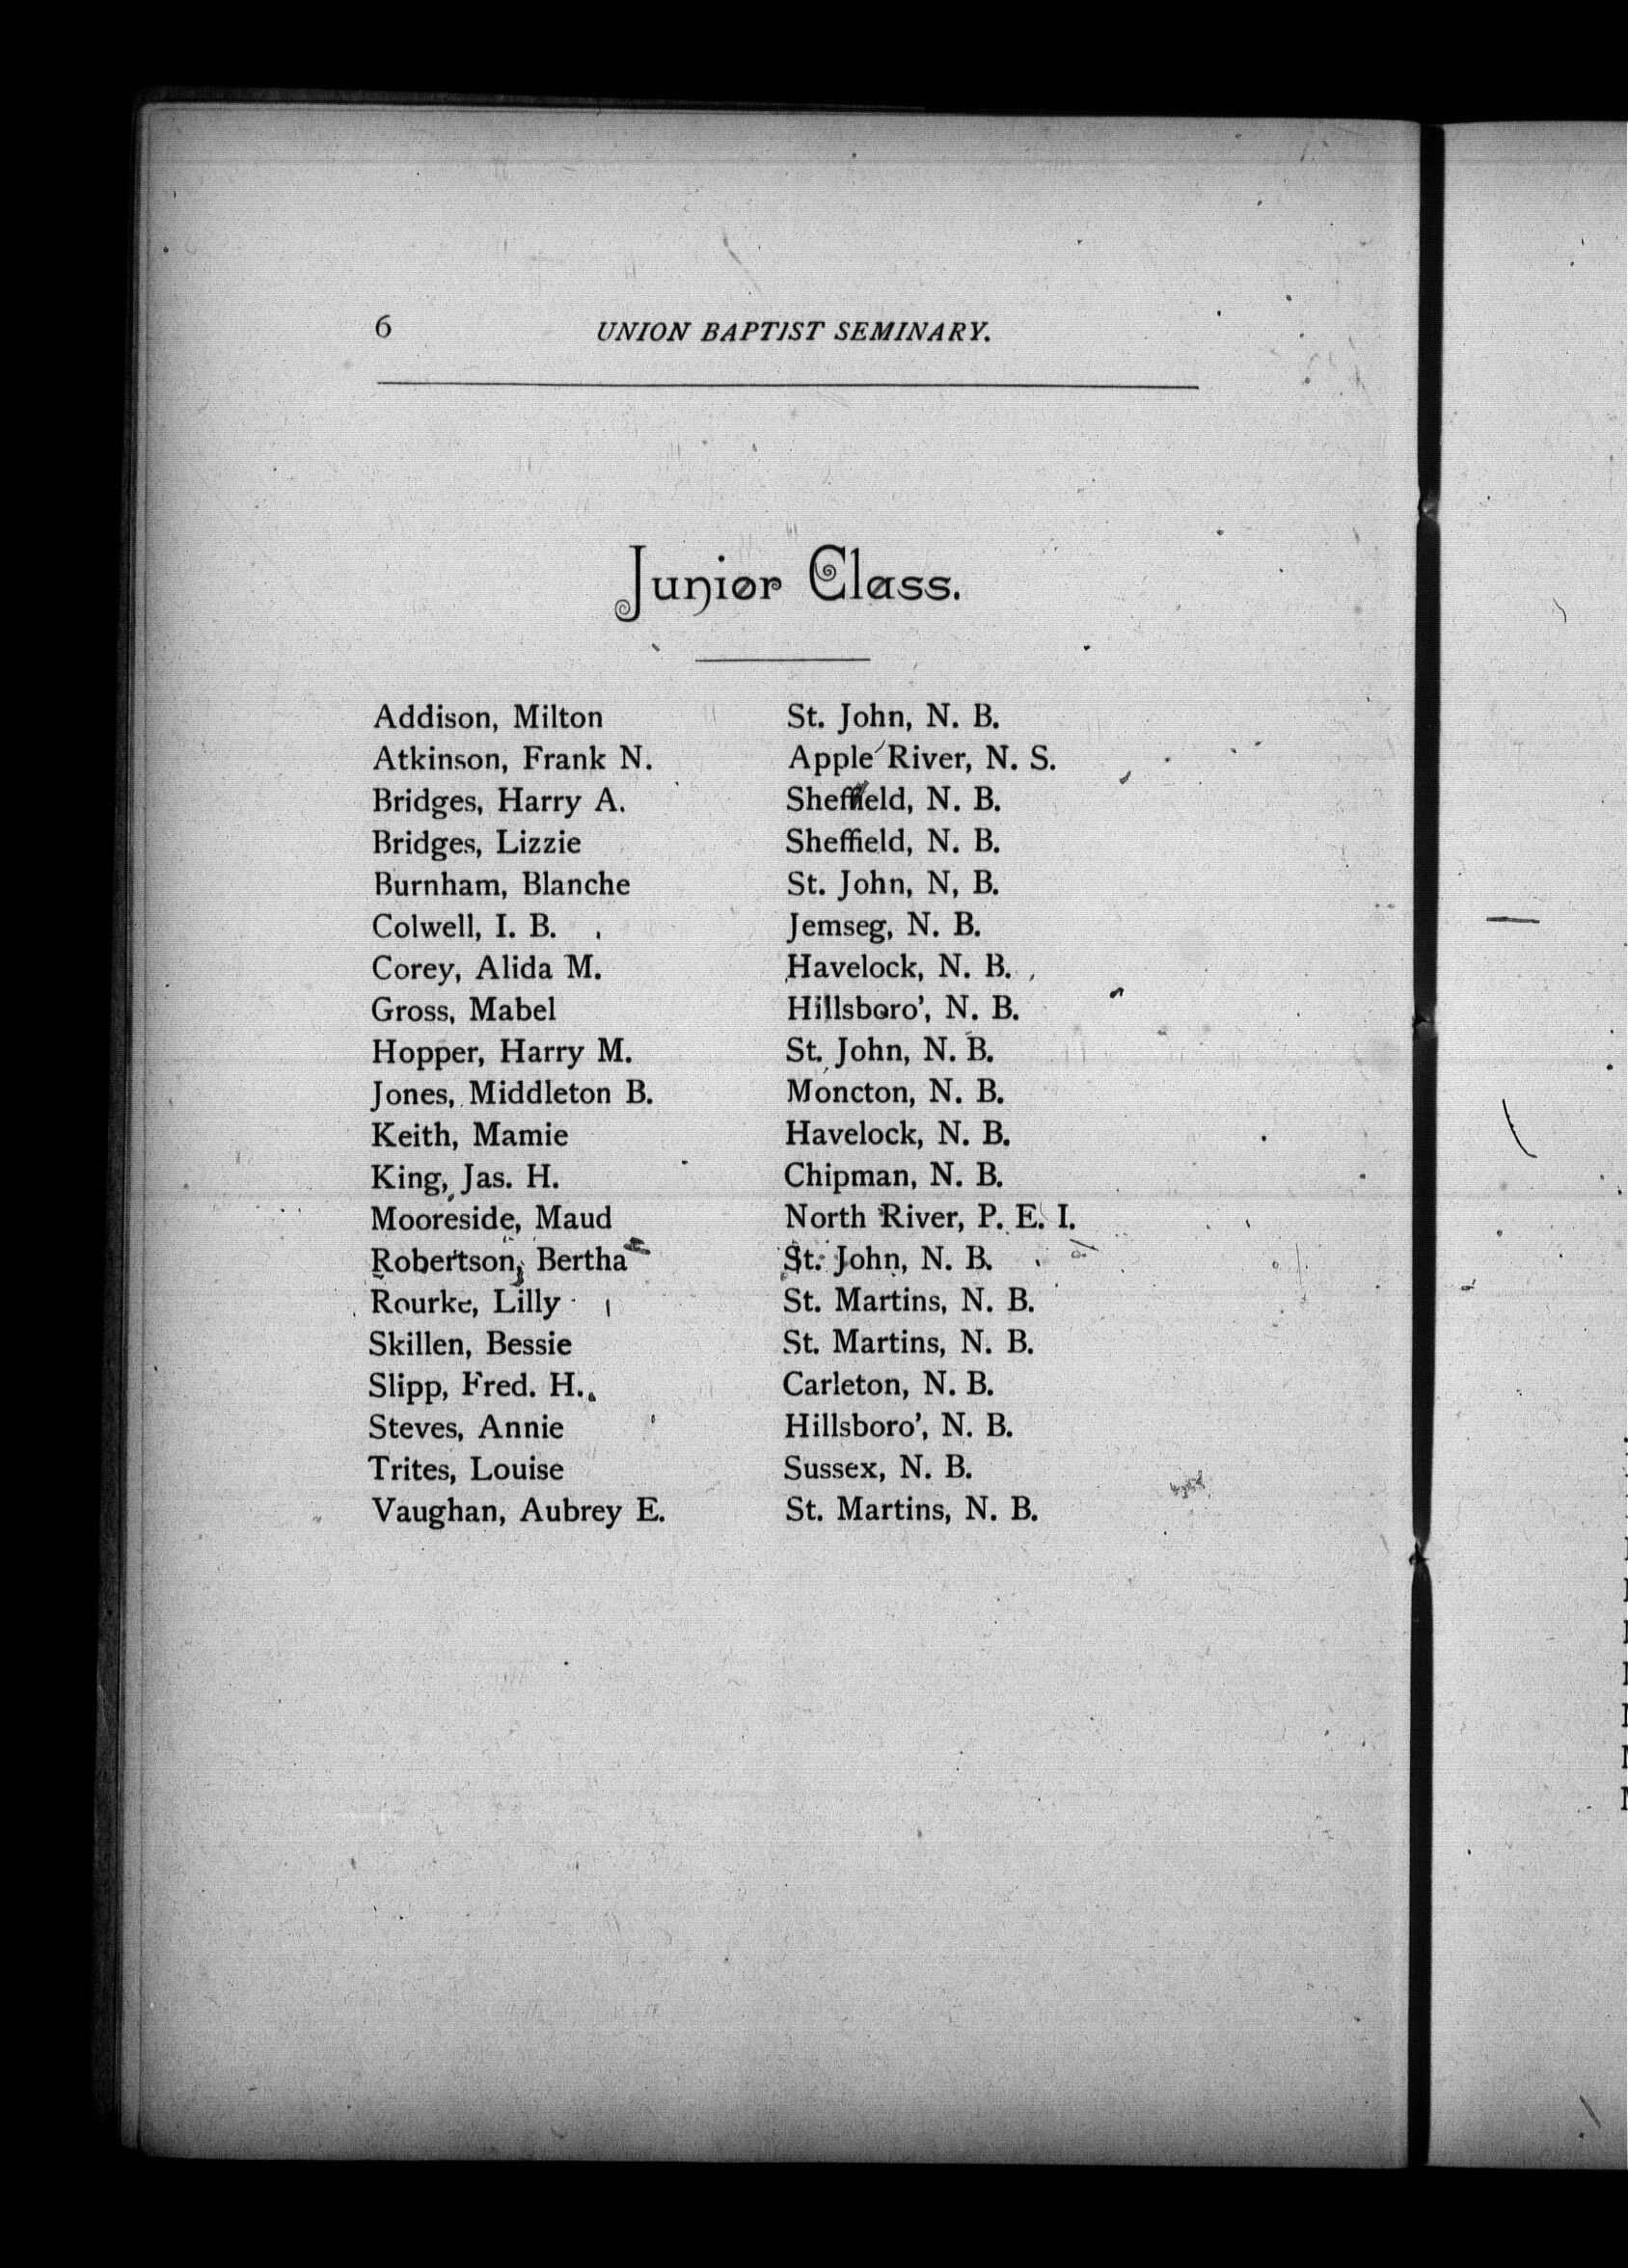 6 UNION BAPTIST SEMINARY.
Junior Class.
Addison, Milton St. John, N. B.
Atkinson, Frank N. Apple River, N. S.
Bridges, Harry A. Sheffield, N. B.
Bridges, Lizzie Sheffield, N. B.
Burnham, Blanche St. John, N, B.
Colwell, I. B. Jemseg, N. B.
Corey, Alida M. Havelock, N. B.
Gross, Mabel Hillsboro', N. B.
Hopper, Harry M. St. John, N. B.
Jones, Middleton B. Moncton, N. B.
Keith, Mamie Havelock, N. B.
King, Jas. H. Chipman, N. B.
Mooreside, Maud North River, P. E. I.
Robertson, Bertha St. John, N. B.
Rourke, Lilly St. Martins, N. B.
Skillen, Bessie St. Martins, N. B.
Slipp, Fred. H. Carleton, N. B.
Steves, Annie Hillsboro', N. B.
Trites, Louise Sussex, N. B.
Vaughan, Aubrey E. St. Martins, N. B.